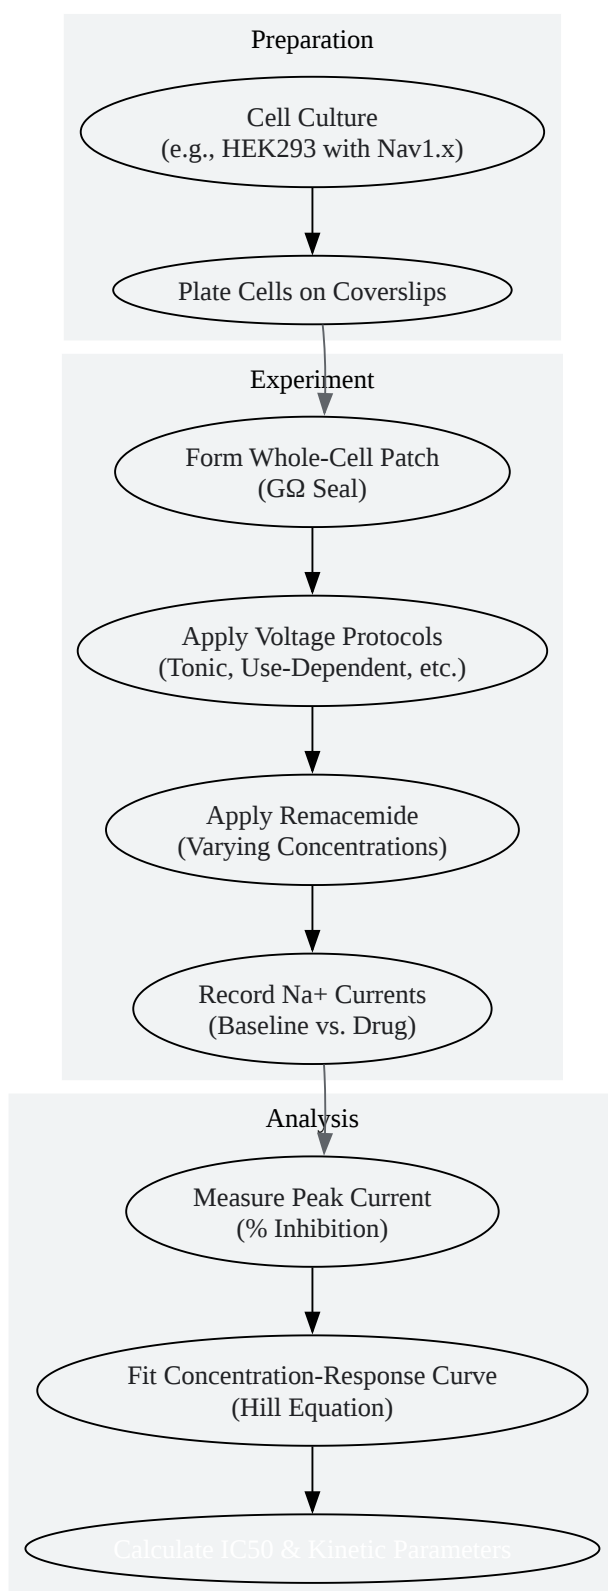 Preparation
Cell Culture
(e.g., HEK293 with Nav1.x)
Plate Cells on Coverslips
Experiment
Form Whole-Cell Patch
(GΩ Seal)
Apply Voltage Protocols
(Tonic, Use-Dependent, etc.)
Apply Remacemide
(Varying Concentrations)
Record Na+ Currents
(Baseline vs. Drug)
Analysis
Measure Peak Current
(% Inhibition)
Fit Concentration-Response Curve
(Hill Equation)
Calculate IC50 & Kinetic Parameters